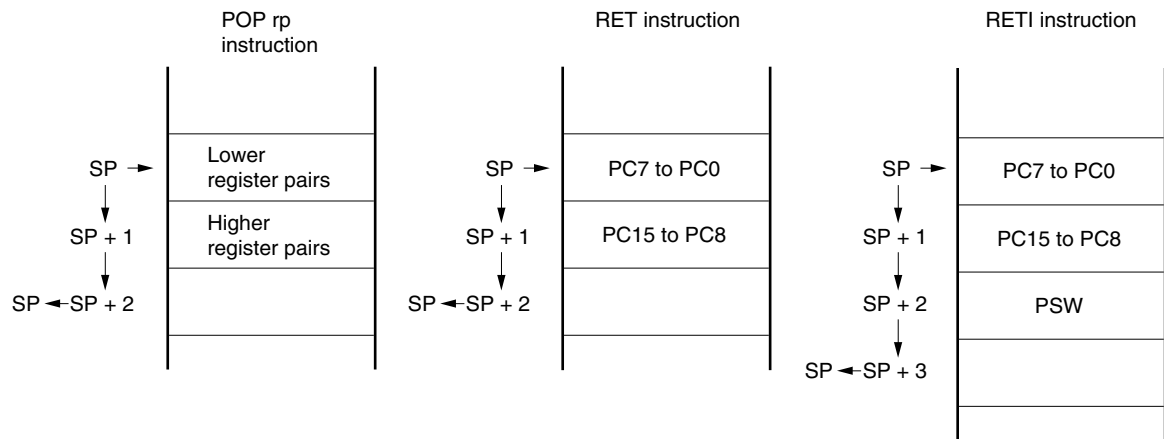 POP rp
instruction
SP
SP + 1
SP SP + 2
Lower
register pairs
Higher
register pairs
RET instruction
SP
SP + 1
SP SP + 2
PC7 to PC0
PC15 to PC8
RETI instruction
SP
SP + 1
SP + 2
SP SP + 3
PC7 to PC0
PC15 to PC8
PSW